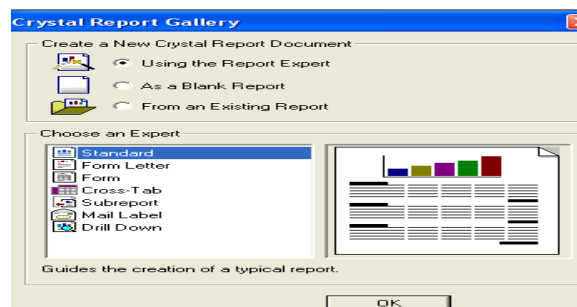 Crystal Report Gallery
Create a New Crystal Report Document
Using the Report Expert
As a Blank Report
From an Existing Report
Choose an Expert
Standard
Form Letter
Form
Cross-Tab
Subreport
Mail Label
Drill Down
Guides the creation of a typical report.
OK